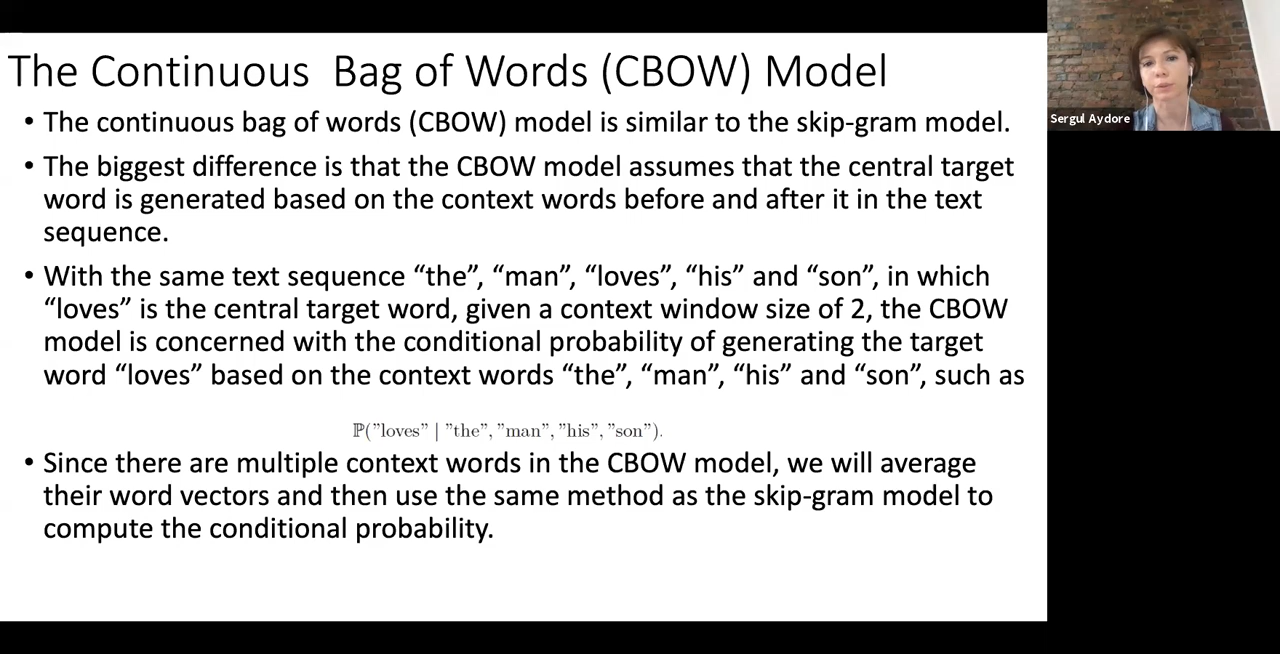 The Continuous Bag of Words (CBOW) Model
• The continuous bag of words (CBOW) model is similar to the skip-gram model.
• The biggest difference is that the CBOW model assumes that the central target
word is generated based on the context words before and after it in the text
sequence.
• With the same text sequence “the”, “man”, “loves”, “his” and “son”, in which
“loves” is the central target word, given a context window size of 2, the CBOW
model is concerned with the conditional probability of generating the target
word “loves” based on the context words “the”, “man”, “his” and “son”, such as
ℙ(”loves” | ”the”, ”man”, ”his”, ”son”).
• Since there are multiple context words in the CBOW model, we will average
their word vectors and then use the same method as the skip-gram model to
compute the conditional probability.
Sergul Aydore